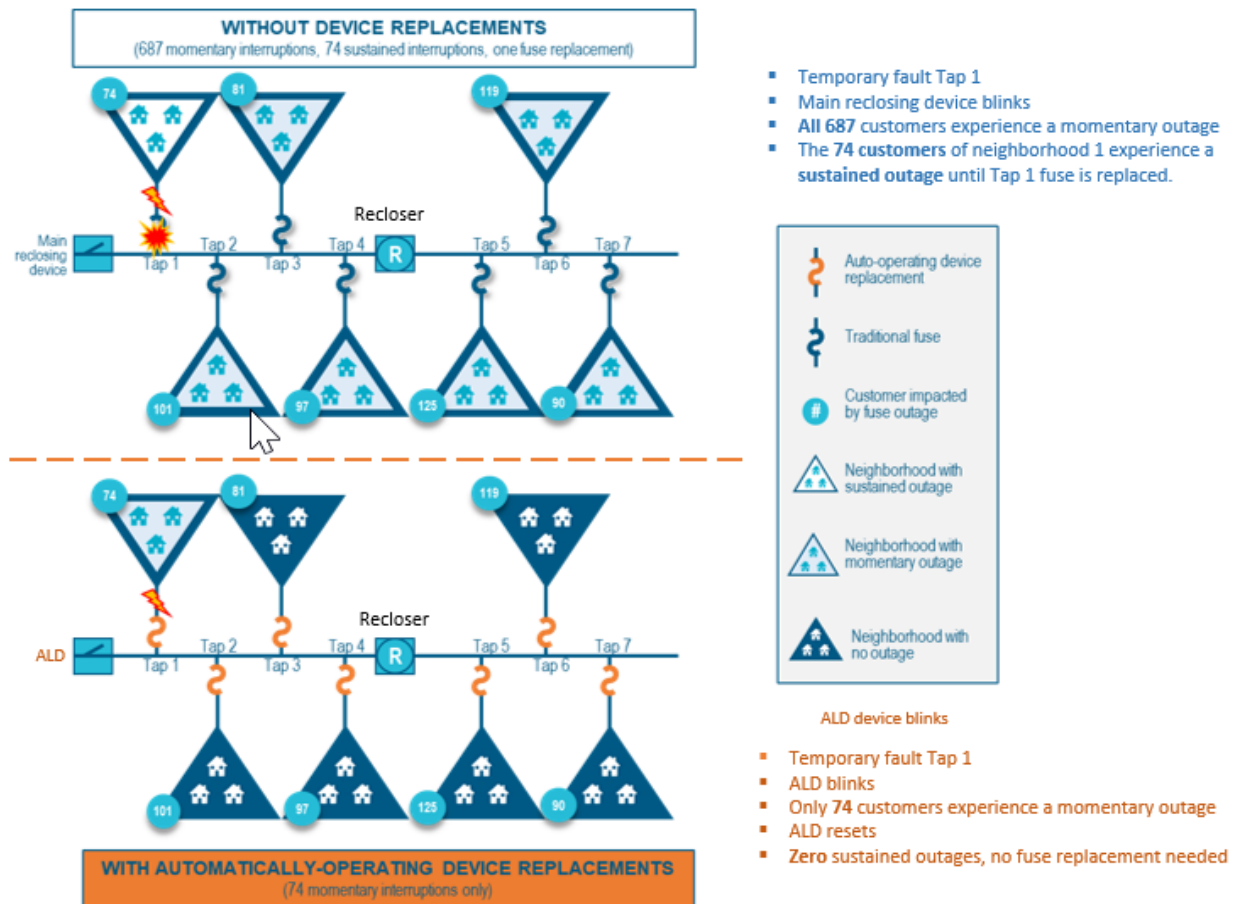 WITHOUT DEVICE REPLACEMENTS
(687 momentary interruptions, 74 sustained interruptions, one fuse replacement)
74
81
119
Recloser
Main
reclosing
device
Tap 1
Tap 2
Tap 3
Tap 4
R
Tap 5
Tap 6
Tap 7
101
97
125
90
▪ Temporary fault Tap 1
▪ Main reclosing device blinks
▪ All 687 customers experience a momentary outage
▪ The 74 customers of neighborhood 1 experience a
sustained outage until Tap 1 fuse is replaced.
Auto-operating device
replacement
Traditional fuse
#
Customer impacted
by fuse outage
Neighborhood with
sustained outage
Neighborhood with
momentary outage
Neighborhood with
no outage
74
81
119
Recloser
ALD
Tap 1
Tap 2
Tap 3
Tap 4
R
Tap 5
Tap 6
Tap 7
101
97
125
90
WITH AUTOMATICALLY-OPERATING DEVICE REPLACEMENTS
(74 momentary interruptions only)
ALD device blinks
▪ Temporary fault Tap 1
▪ ALD blinks
▪ Only 74 customers experience a momentary outage
▪ ALD resets
▪ Zero sustained outages, no fuse replacement needed